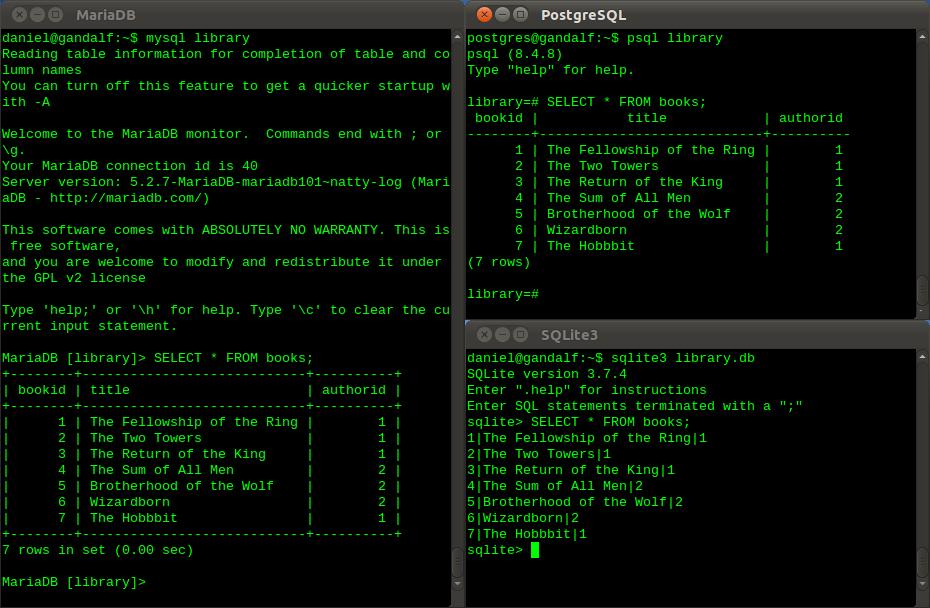 MariaDB
daniel@gandalf:~$ mysql library
Reading table information for completion of table and co
lumn names
You can turn off this feature to get a quicker startup w
ith -A
Welcome to the MariaDB monitor.  Commands end with ; or
\g.
Your MariaDB connection id is 40
Server version: 5.2.7-MariaDB-mariadb101~natty-log (Mari
aDB - http://mariadb.com/)
This software comes with ABSOLUTELY NO WARRANTY. This is
 free software,
and you are welcome to modify and redistribute it under
the GPL v2 license
Type 'help;' or '\h' for help. Type '\c' to clear the cu
rrent input statement.
MariaDB [library]> SELECT * FROM books;
+--------+----------------------------+----------+
| bookid | title                      | authorid |
+--------+----------------------------+----------+
|      1 | The Fellowship of the Ring |        1 |
|      2 | The Two Towers             |        1 |
|      3 | The Return of the King     |        1 |
|      4 | The Sum of All Men         |        2 |
|      5 | Brotherhood of the Wolf    |        2 |
|      6 | Wizardborn                 |        2 |
|      7 | The Hobbbit                |        1 |
+--------+----------------------------+----------+
7 rows in set (0.00 sec)
MariaDB [library]>
PostgreSQL
postgres@gandalf:~$ psql library
psql (8.4.8)
Type "help" for help.
library=# SELECT * FROM books;
 bookid |           title            | authorid
--------+----------------------------+----------
      1 | The Fellowship of the Ring |        1
      2 | The Two Towers             |        1
      3 | The Return of the King     |        1
      4 | The Sum of All Men         |        2
      5 | Brotherhood of the Wolf    |        2
      6 | Wizardborn                 |        2
      7 | The Hobbbit                |        1
(7 rows)
library=#
SQLite3
daniel@gandalf:~$ sqlite3 library.db
SQLite version 3.7.4
Enter ".help" for instructions
Enter SQL statements terminated with a ";"
sqlite> SELECT * FROM books;
1|The Fellowship of the Ring|1
2|The Two Towers|1
3|The Return of the King|1
4|The Sum of All Men|2
5|Brotherhood of the Wolf|2
6|Wizardborn|2
7|The Hobbbit|1
sqlite>